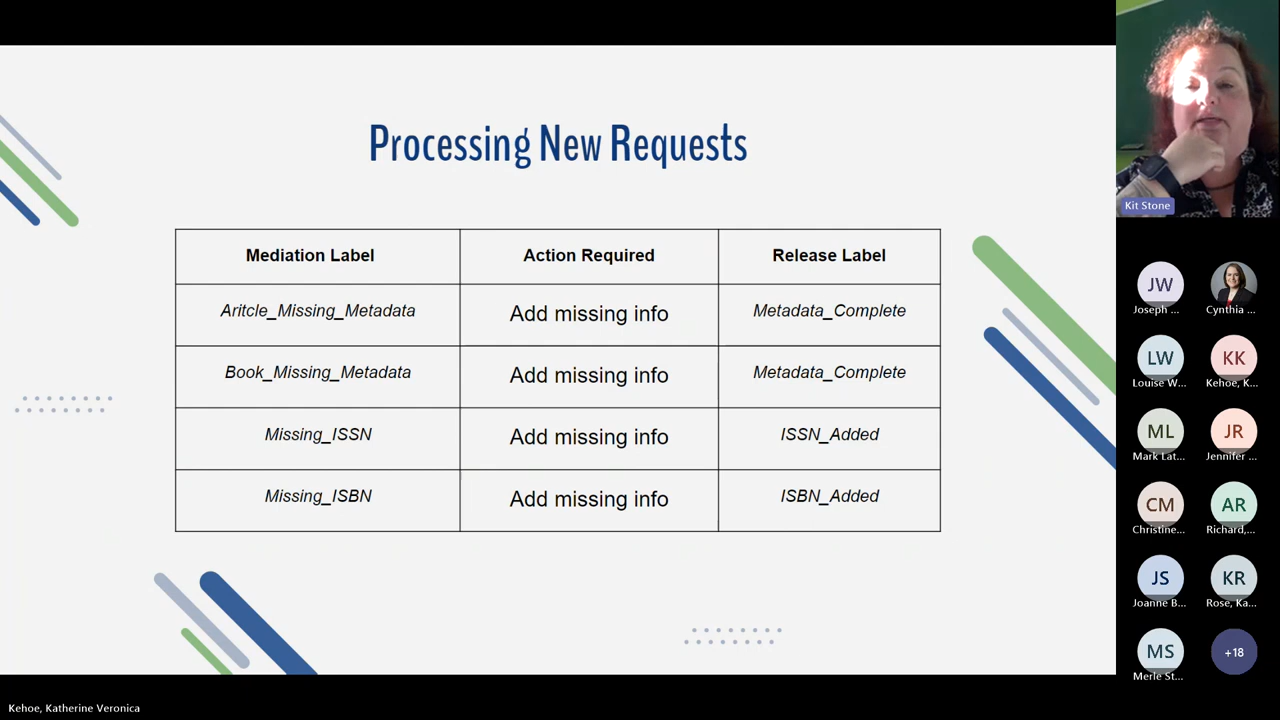 Processing New Requests
Mediation Label Action Required Release Label
Aritcle_Missing_Metadata Add missing info Metadata_Complete
Book_Missing_Metadata Add missing info Metadata_Complete
Missing_ISSN Add missing info ISSN_Added
Missing_ISBN Add missing info ISBN_Added
Kit Stone
JW
Joseph ...
Cynthia ...
LW KK
Louise W... Kehoe, K...
ML JR
Mark Lat... Jennifer ...
CM AR
Christine... Richard,...
JS KR
Joanne B... Rose, Ka...
MS +18
Merle St...
Kehoe, Katherine Veronica